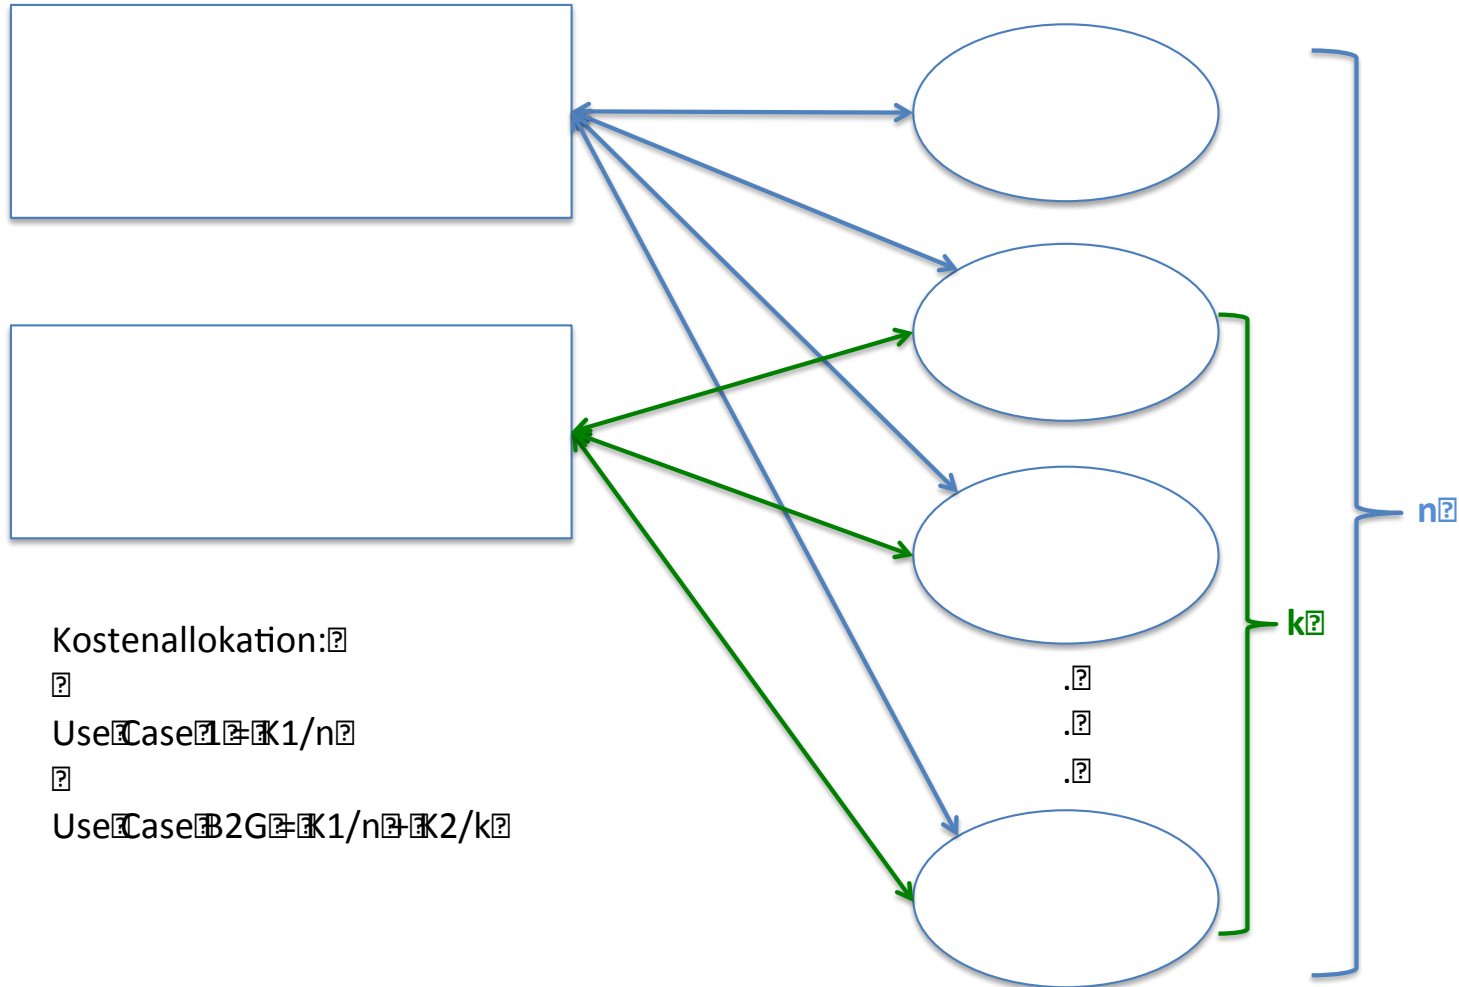 Kostenallokation:
Use Case 1 = K1/n
Use Case B2G = K1/n + K2/k
n
k
.
.
.